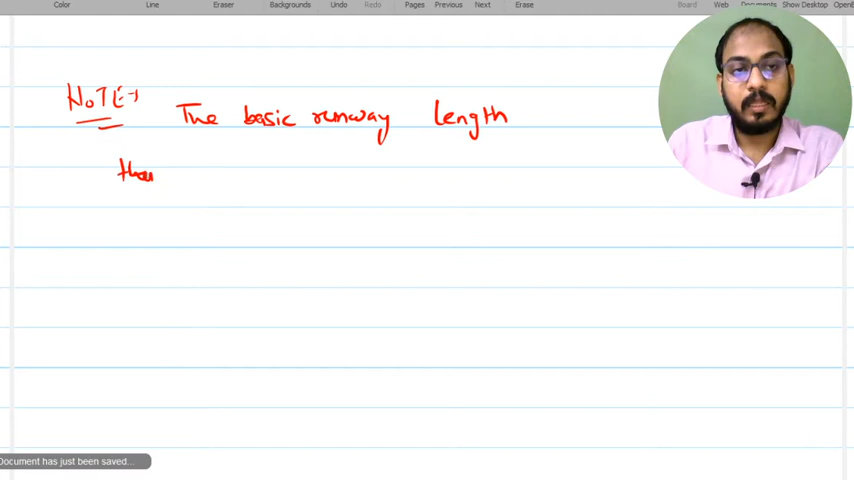 Color Line Eraser Backgrounds Undo Redo Pages Previous Next Erase Board Web Documents Show Desktop OpenB
NOTE:-) The basic runway length
Document has just been saved...